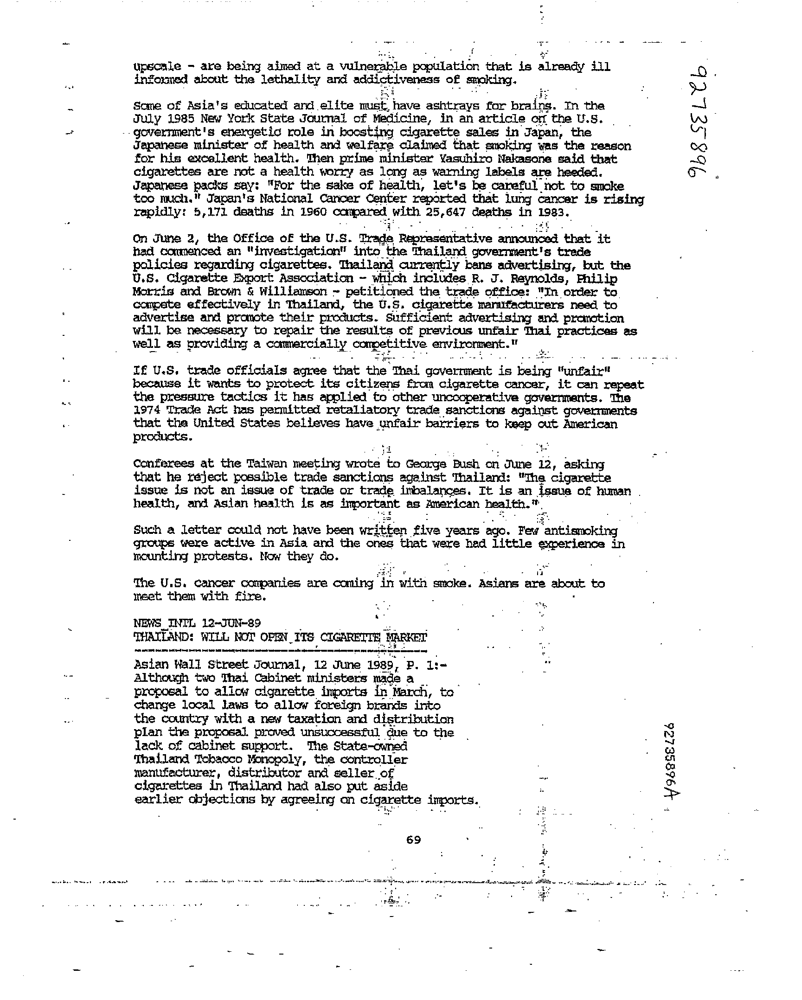 upscale - are being aimed at a vulnerable population that is already ill
informed about the lethality and addictiveness of smoking.
Some of Asia's educated and elite must have ashtrays for brains. In the
July 1985 New York State Journal of Medicine, in an article on the U.S.
government's energetic role in boosting cigarette sales in Japan, the
Japanese minister of health and welfare claimed that smoking was the reason
for his excellent health. Then prime minister Yasuhiro Nakasone said that
cigarettes are not a health worry as long as warning labels are heeded.
Japanese packs say: "For the sake of health, let's be careful not to smoke
too much." Japan's National Cancer Center reported that lung cancer is rising
rapidly: 5,171 deaths in 1960 compared with 25,647 deaths in 1983.
On June 2, the Office of the U.S. Trade Representative announced that it
had commenced an "investigation" into the Thailand government's trade
policies regarding cigarettes. Thailand currently bans advertising, but the
U.S. Cigarette Export Association - which includes R. J. Reynolds, Philip
Morris and Brown & Williamson - petitioned the trade office: "In order to
compete effectively in Thailand, the U.S. cigarette manufacturers need to
advertise and promote their products. Sufficient advertising and promotion
will be necessary to repair the results of previous unfair Thai practices as
well as providing a commercially competitive environment."
If U.S. trade officials agree that the Thai government is being "unfair"
because it wants to protect its citizens from cigarette cancer, it can repeat
the pressure tactics it has applied to other uncooperative governments. The
1974 Trade Act has permitted retaliatory trade sanctions against governments
that the United States believes have unfair barriers to keep out American
products.
Conferees at the Taiwan meeting wrote to George Bush on June 12, asking
that he reject possible trade sanctions against Thailand: "The cigarette
issue is not an issue of trade or trade imbalances. It is an issue of human
health, and Asian health is as important as American health."
Such a letter could not have been written five years ago. Few antismoking
groups were active in Asia and the ones that were had little experience in
mounting protests. Now they do.
The U.S. cancer companies are coming in with smoke. Asians are about to
meet them with fire.
NEWS INTL 12-JUN-89
THAILAND: WILL NOT OPEN ITS CIGARETTE MARKET
Asian Wall Street Journal, 12 June 1989, P. 1:-
Although two Thai Cabinet ministers made a
proposal to allow cigarette imports in March, to
change local laws to allow foreign brands into
the country with a new taxation and distribution
plan the proposal proved unsuccessful due to the
lack of cabinet support. The State-owned
Thailand Tobacco Monopoly, the controller
manufacturer, distributor and seller of
cigarettes in Thailand had also put aside
earlier objections by agreeing on cigarette imports.
69
92735896
92735896A